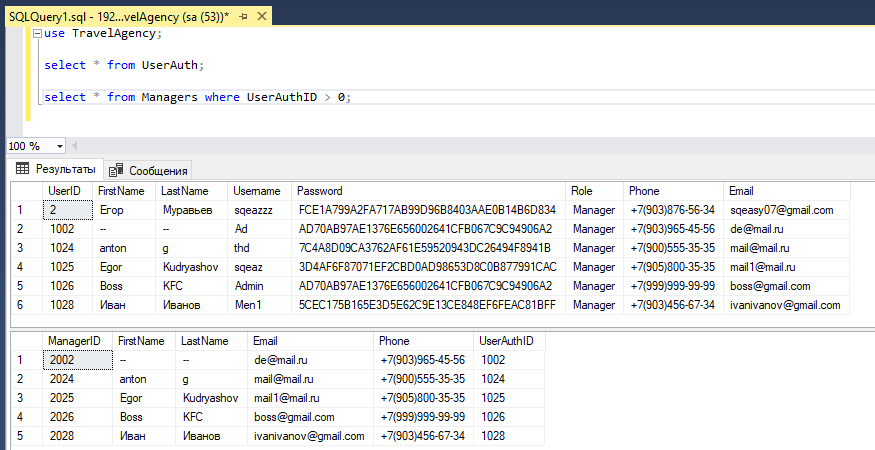 SQLQuery1.sql - 192...velAgency (sa (53))*
use TravelAgency;
select * from UserAuth;
select * from Managers where UserAuthID > 0;
100 %
Результаты Сообщения
UserID FirstName LastName Username Password Role Phone Email
1 2 Егор Муравьев sqeazzz FCE1A799A2FA717AB99D96B8403AAE0B14B6D834 Manager +7(903)876-56-34 sqeasy07@gmail.com
2 1002 -- -- Ad AD70AB97AE1376E656002641CFB067C9C94906A2 Manager +7(903)965-45-56 de@mail.ru
3 1024 anton g thd 7C4A8D09CA3762AF61E59520943DC26494F8941B Manager +7(900)555-35-35 mail@mail.ru
4 1025 Egor Kudryashov sqeaz 3D4AF6F87071EF2CBD0AD98653D8C0B877991CAC Manager +7(905)800-35-35 mail1@mail.ru
5 1026 Boss KFC Admin AD70AB97AE1376E656002641CFB067C9C94906A2 Manager +7(999)999-99-99 boss@gmail.com
6 1028 Иван Иванов Men1 5CEC175B165E3D5E62C9E13CE848EF6FEAC81BFF Manager +7(903)456-67-34 ivanivanov@gmail.com
ManagerID FirstName LastName Email Phone UserAuthID
1 2002 -- -- de@mail.ru +7(903)965-45-56 1002
2 2024 anton g mail@mail.ru +7(900)555-35-35 1024
3 2025 Egor Kudryashov mail1@mail.ru +7(905)800-35-35 1025
4 2026 Boss KFC boss@gmail.com +7(999)999-99-99 1026
5 2028 Иван Иванов ivanivanov@gmail.com +7(903)456-67-34 1028